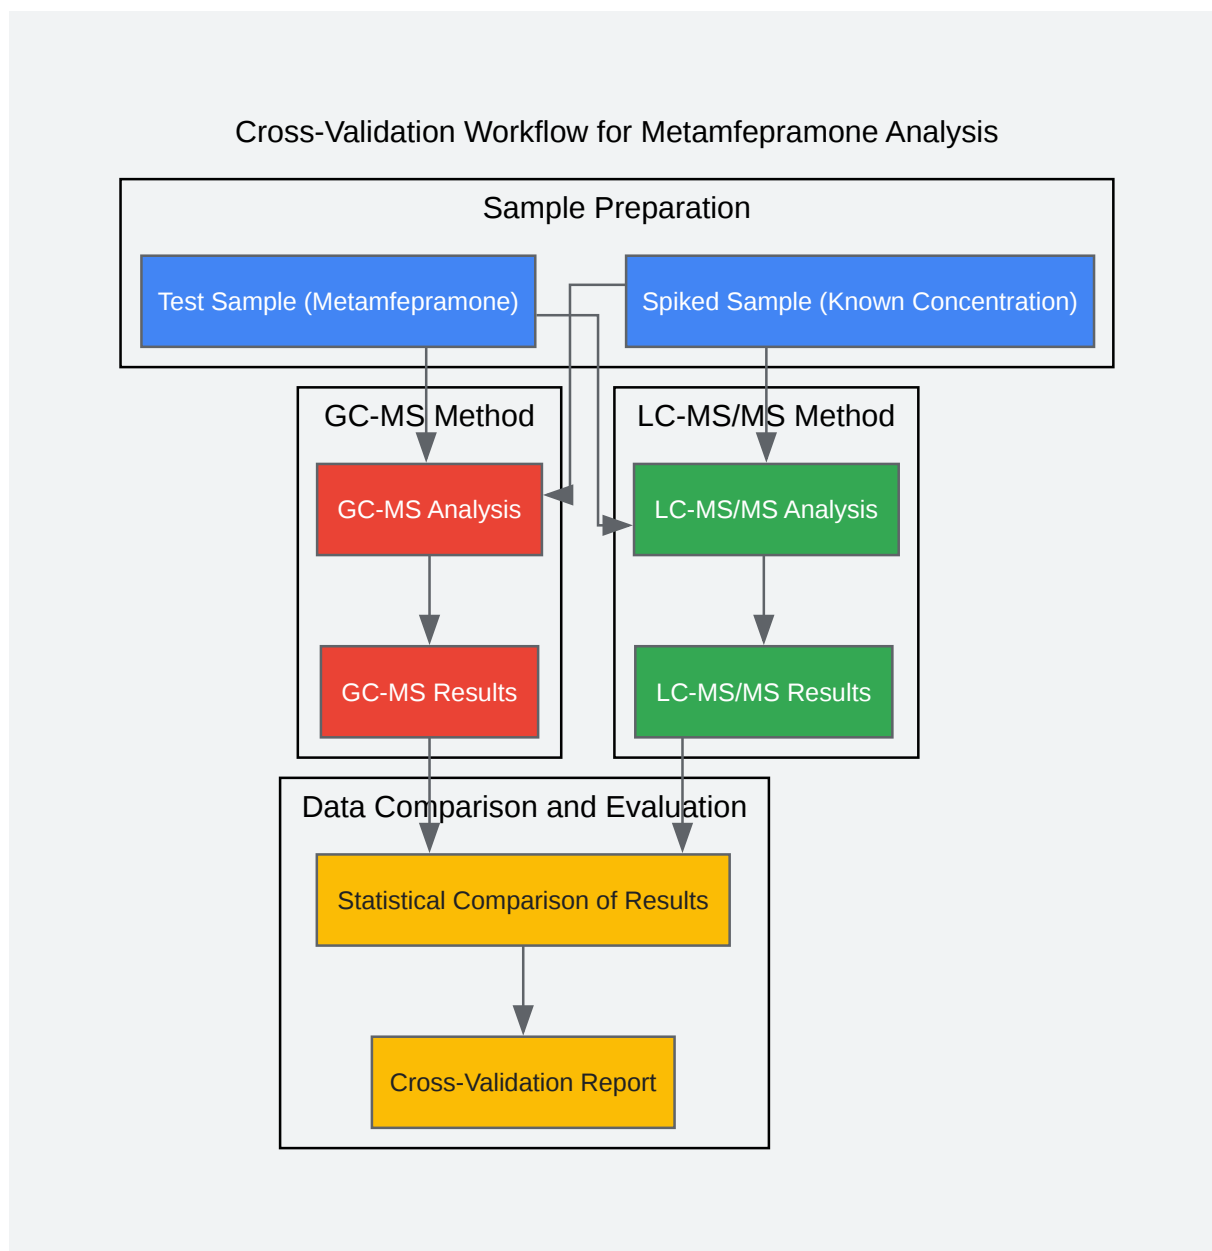 Cross-Validation Workflow for Metamfepramone Analysis
Sample Preparation
Test Sample (Metamfepramone)
Spiked Sample (Known Concentration)
GC-MS Method
LC-MS/MS Method
GC-MS Analysis
LC-MS/MS Analysis
GC-MS Results
LC-MS/MS Results
Data Comparison and Evaluation
Statistical Comparison of Results
Cross-Validation Report